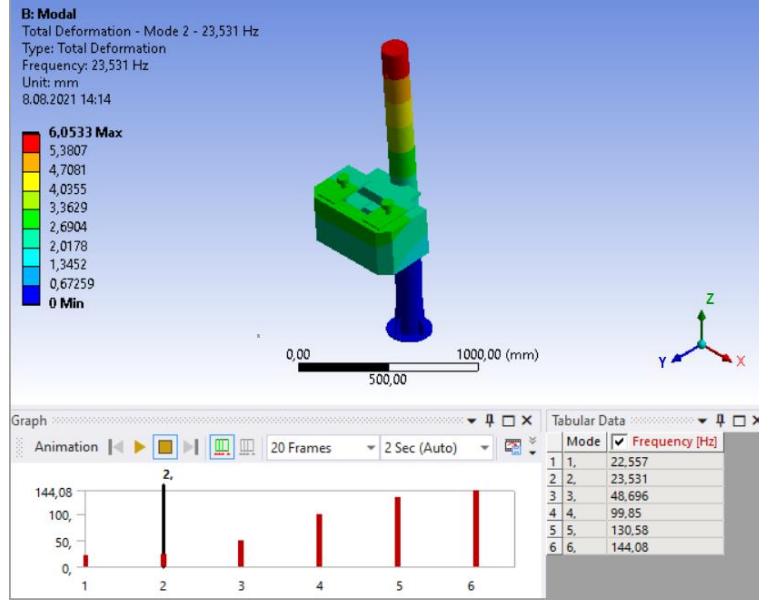 B: Modal
Total Deformation - Mode 2 - 23,531 Hz
Type: Total Deformation
Frequency: 23,531 Hz
Unit: mm
8.08.2021 14:14
6,0533 Max
5,3807
4,7081
4,0355
3,3629
2,6904
2,0178
1,3452
0,67259
0 Min
0,00
1000,00 (mm)
500,00
Z
Y
X
Graph
Animation
20 Frames
2 Sec (Auto)
2,
144,08
100,
50,
0,
1 2 3 4 5 6
Tabular Data
Mode Frequency [Hz]
1 1, 22,557
2 2, 23,531
3 3, 48,696
4 4, 99,85
5 5, 130,58
6 6, 144,08